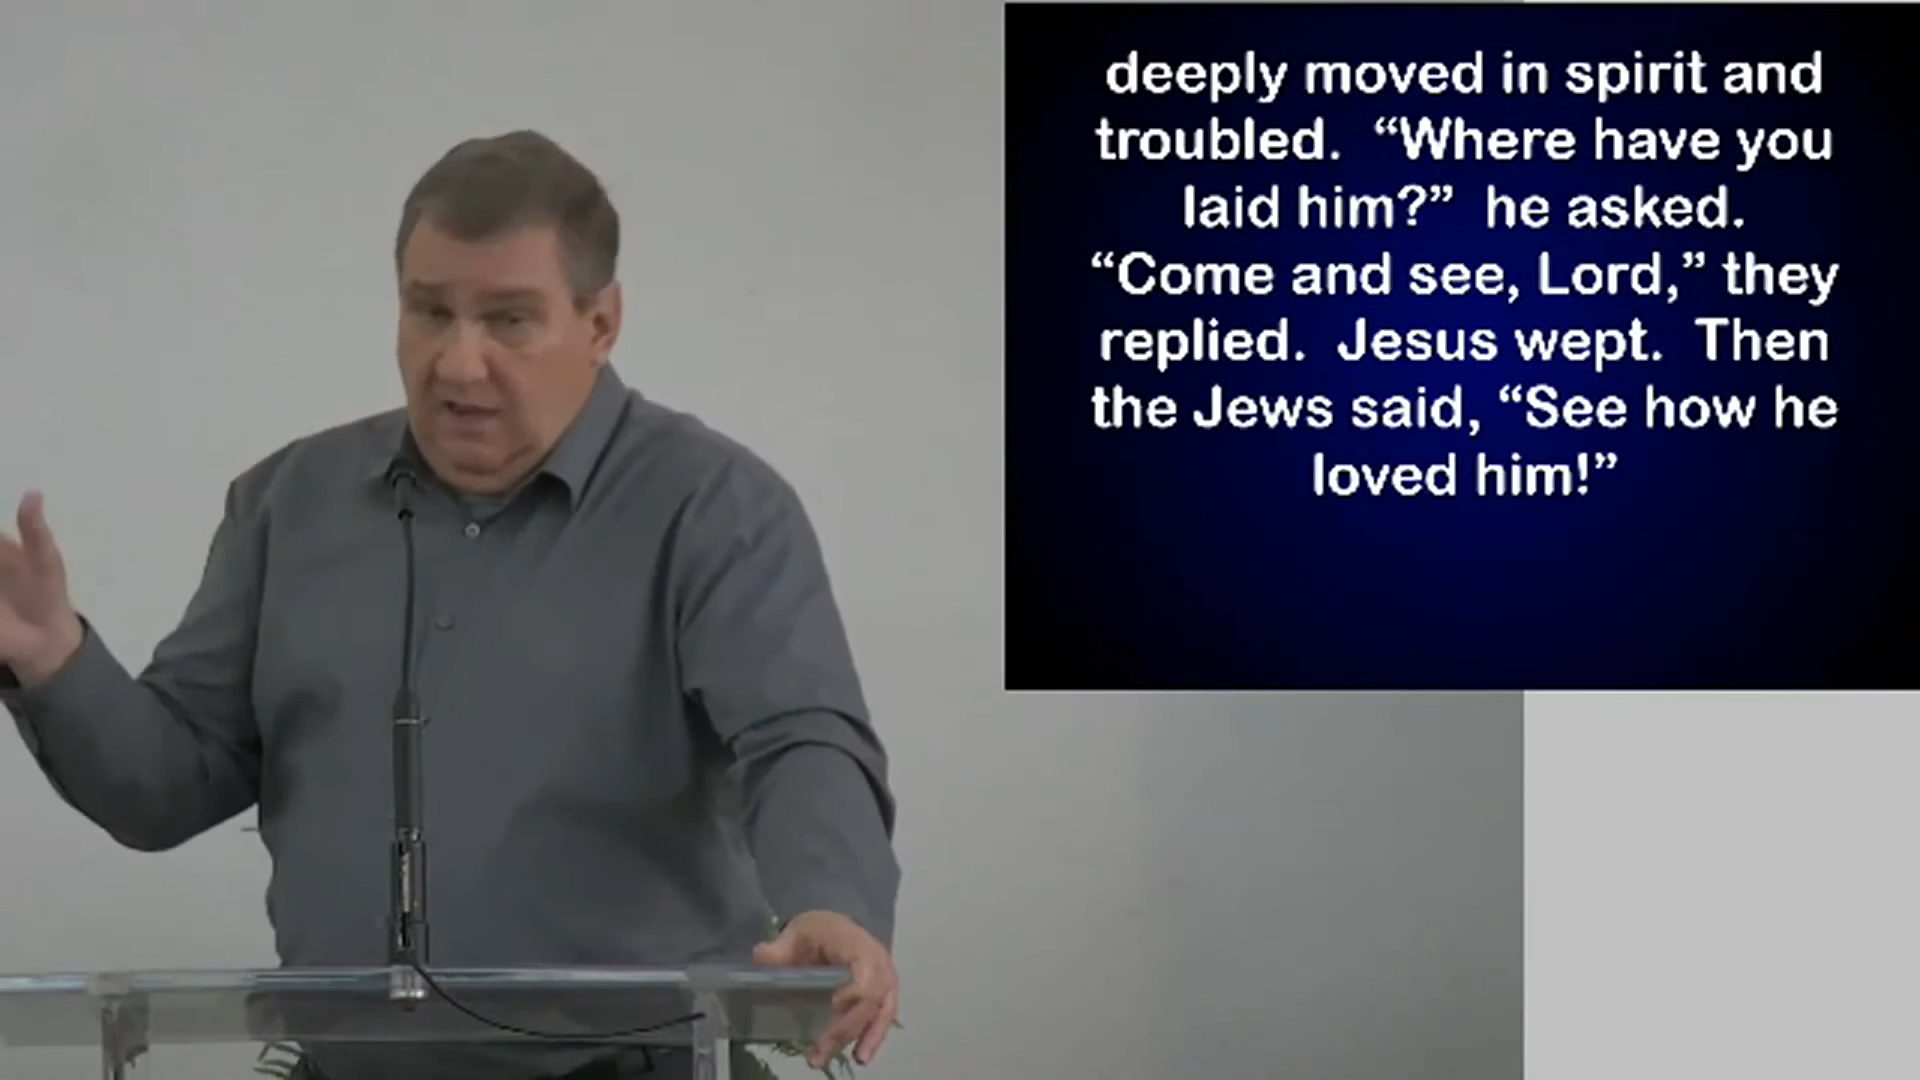 deeply moved in spirit and
troubled.  “Where have you
laid him?”  he asked.
“Come and see, Lord,” they
replied.  Jesus wept.  Then
the Jews said, “See how he
loved him!”